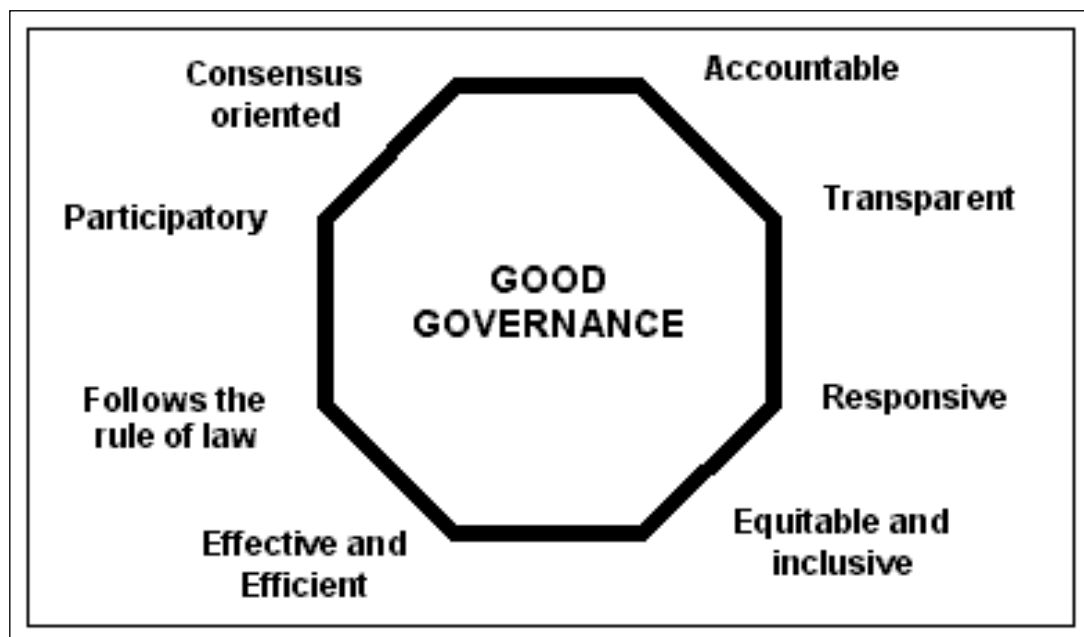 Consensus
oriented
Accountable
Participatory
Transparent
GOOD
GOVERNANCE
Follows the
rule of law
Responsive
Effective and
Efficient
Equitable and
inclusive